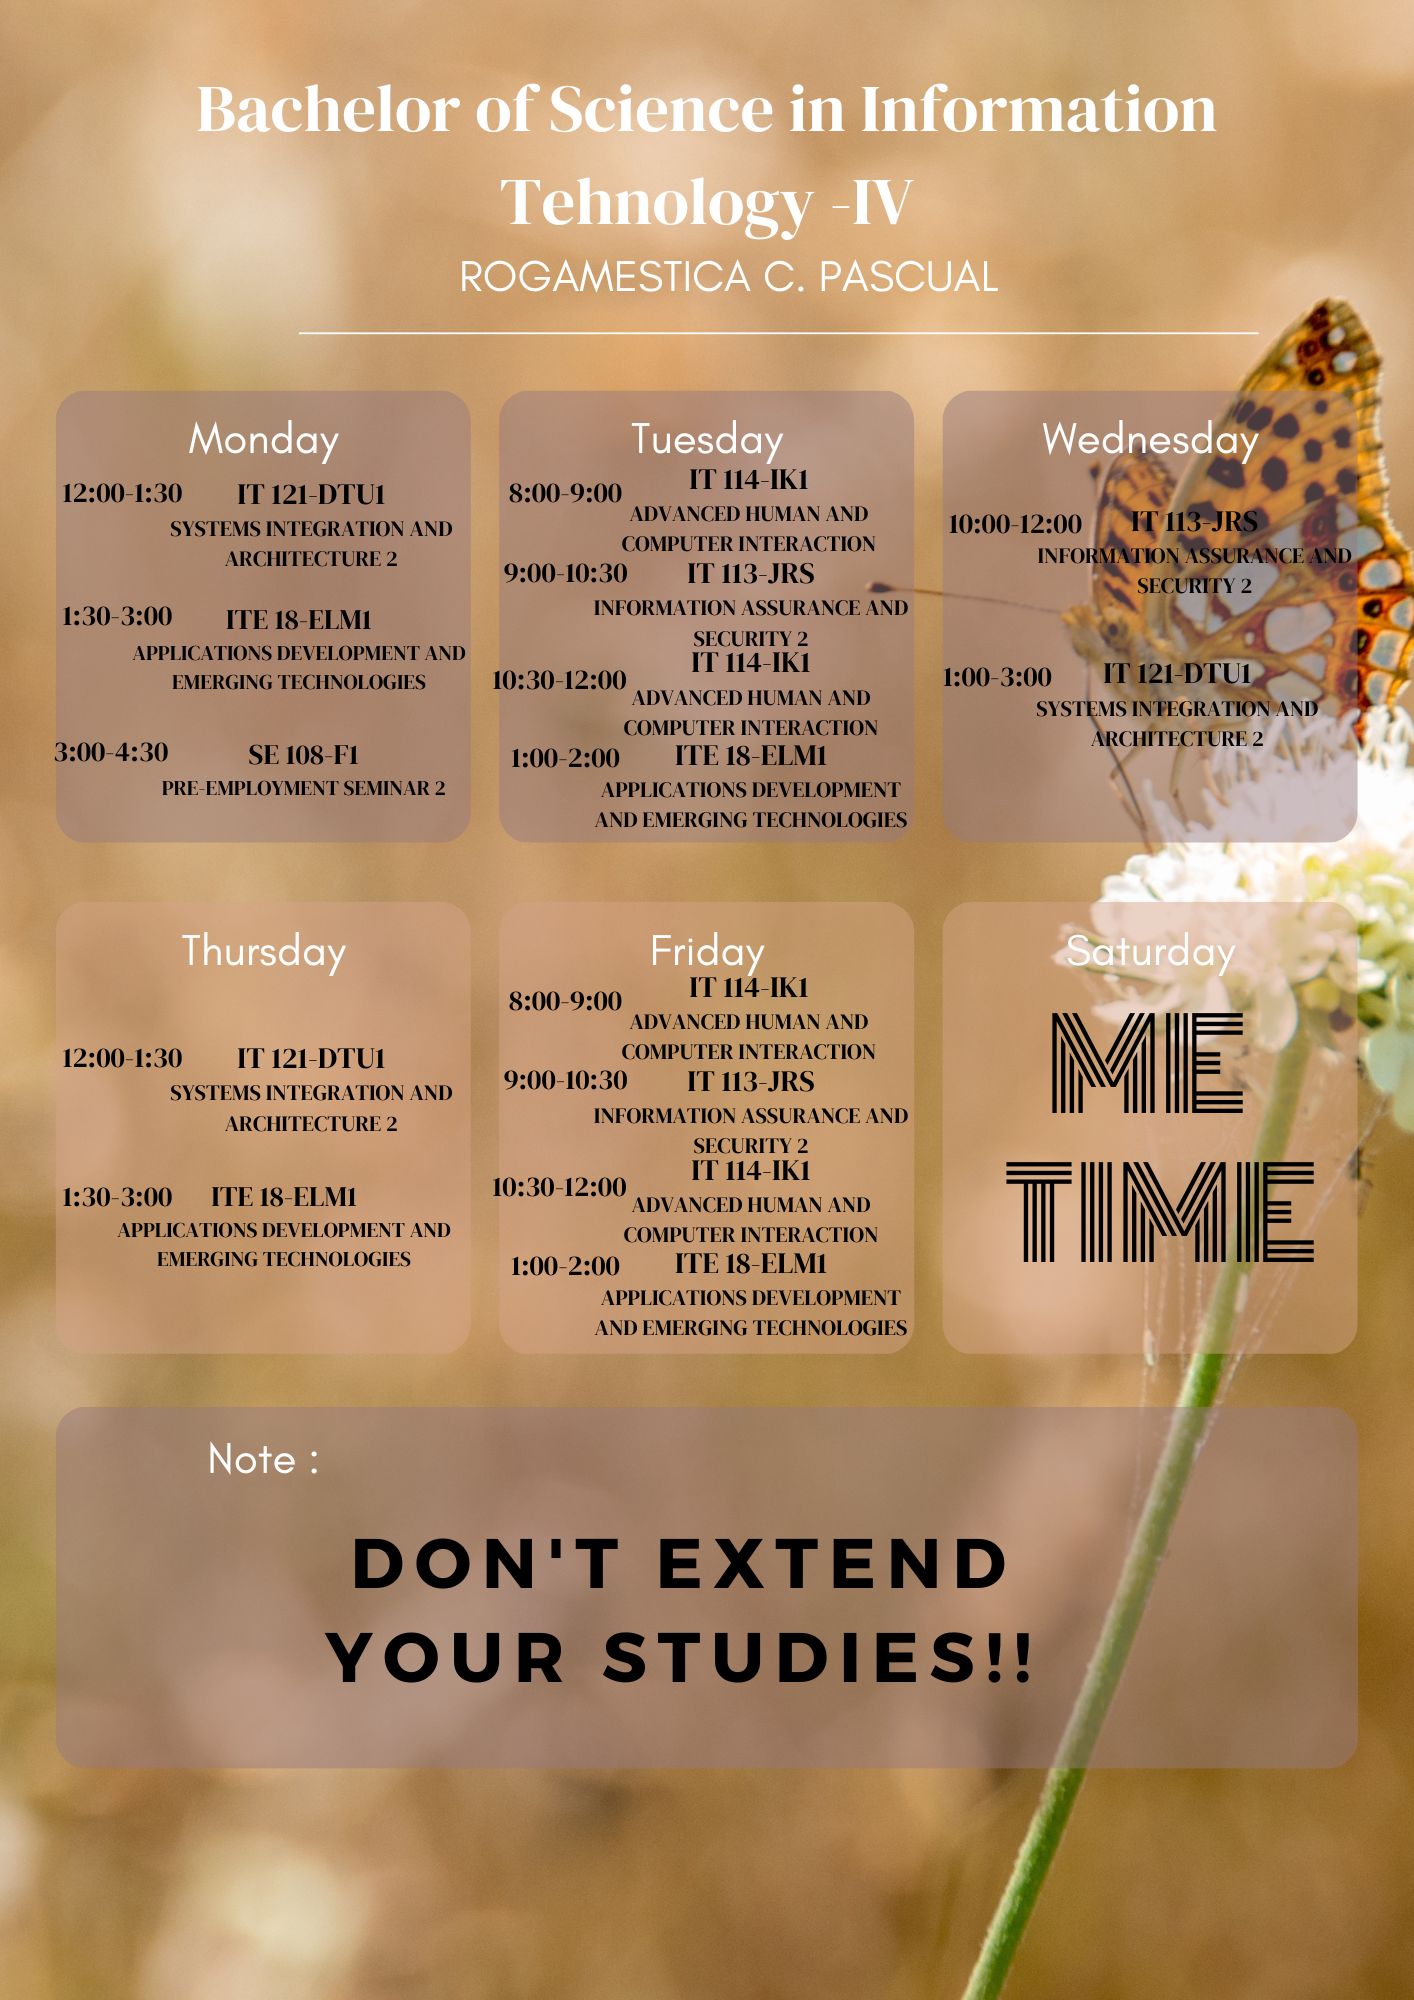 Bachelor of Science in Information
Tehnology -IV
ROGAMESTICA C. PASCUAL
Monday
12:00-1:30 IT 121-DTU1
SYSTEMS INTEGRATION AND
ARCHITECTURE 2
1:30-3:00 ITE 18-ELM1
APPLICATIONS DEVELOPMENT AND
EMERGING TECHNOLOGIES
3:00-4:30 SE 108-F1
PRE-EMPLOYMENT SEMINAR 2
Tuesday
8:00-9:00 IT 114-IK1
ADVANCED HUMAN AND
COMPUTER INTERACTION
9:00-10:30 IT 113-JRS
INFORMATION ASSURANCE AND
SECURITY 2
10:30-12:00 IT 114-IK1
ADVANCED HUMAN AND
COMPUTER INTERACTION
1:00-2:00 ITE 18-ELM1
APPLICATIONS DEVELOPMENT
AND EMERGING TECHNOLOGIES
Wednesday
10:00-12:00 IT 113-JRS
INFORMATION ASSURANCE AND
SECURITY 2
1:00-3:00 IT 121-DTU1
SYSTEMS INTEGRATION AND
ARCHITECTURE 2
Thursday
12:00-1:30 IT 121-DTU1
SYSTEMS INTEGRATION AND
ARCHITECTURE 2
1:30-3:00 ITE 18-ELM1
APPLICATIONS DEVELOPMENT AND
EMERGING TECHNOLOGIES
Friday
8:00-9:00 IT 114-IK1
ADVANCED HUMAN AND
COMPUTER INTERACTION
9:00-10:30 IT 113-JRS
INFORMATION ASSURANCE AND
SECURITY 2
10:30-12:00 IT 114-IK1
ADVANCED HUMAN AND
COMPUTER INTERACTION
1:00-2:00 ITE 18-ELM1
APPLICATIONS DEVELOPMENT
AND EMERGING TECHNOLOGIES
Saturday
ME
TIME
Note :
DON'T EXTEND
YOUR STUDIES!!